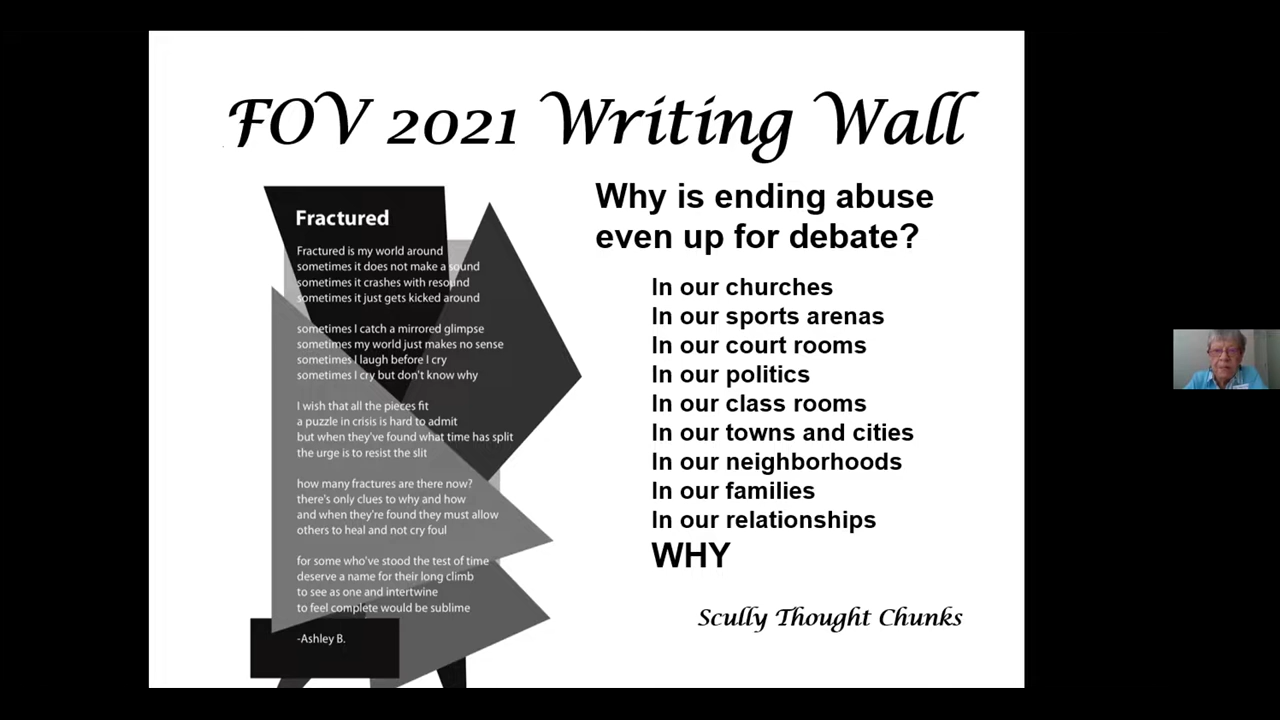 FOV 2021 Writing Wall
Fractured
Fractured is my world around
sometimes it does not make a sound
sometimes it crashes with resound
sometimes it just gets kicked around
sometimes I catch a mirrored glimpse
sometimes my world just makes no sense
sometimes I laugh before I cry
sometimes I cry but don't know why
I wish that all the pieces fit
a puzzle in crisis is hard to admit
but when they've found what time has split
the urge is to resist the slit
how many fractures are there now?
there's only clues to why and how
and when they're found they must allow
others to heal and not cry foul
for some who've stood the test of time
deserve a name for their long climb
to see as one and intertwine
to feel complete would be sublime
-Ashley B.
Why is ending abuse
even up for debate?
In our churches
In our sports arenas
In our court rooms
In our politics
In our class rooms
In our towns and cities
In our neighborhoods
In our families
In our relationships
WHY
Scully Thought Chunks